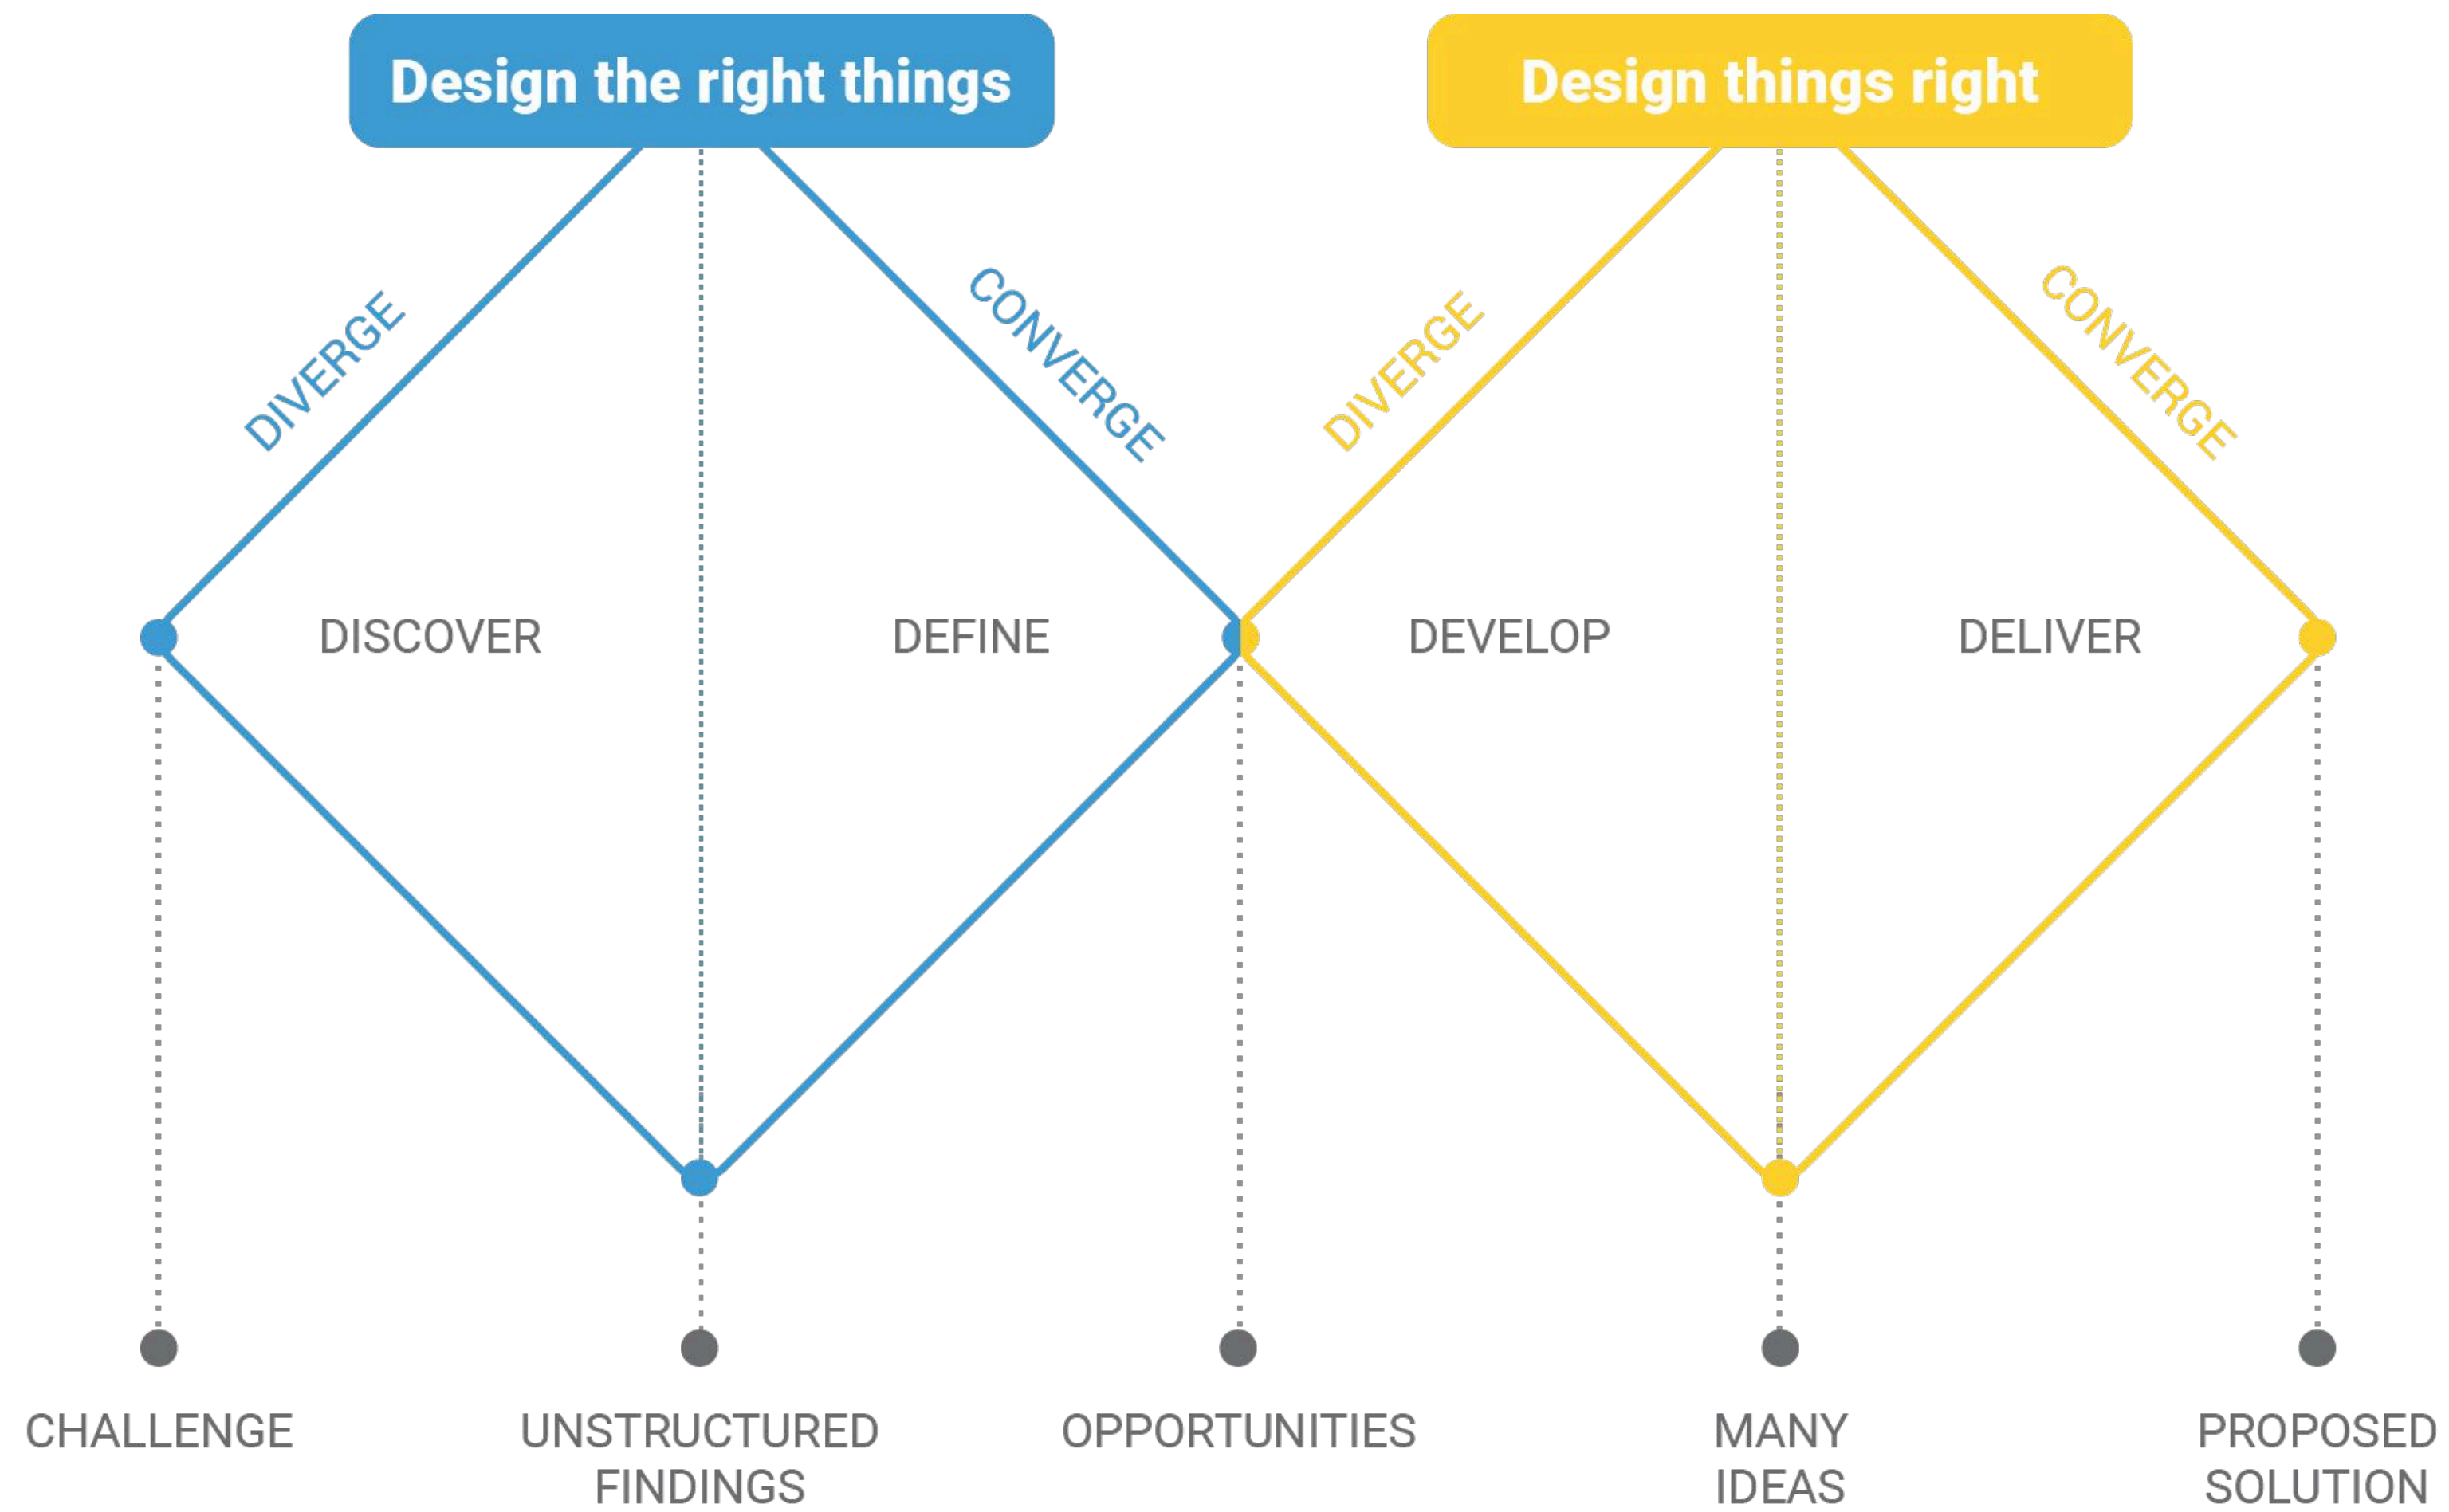 Design the right things
Design things right
DIVERGE
CONVERGE
DIVERGE
CONVERGE
DISCOVER
DEFINE
DEVELOP
DELIVER
CHALLENGE
UNSTRUCTURED
FINDINGS
OPPORTUNITIES
MANY
IDEAS
PROPOSED
SOLUTION